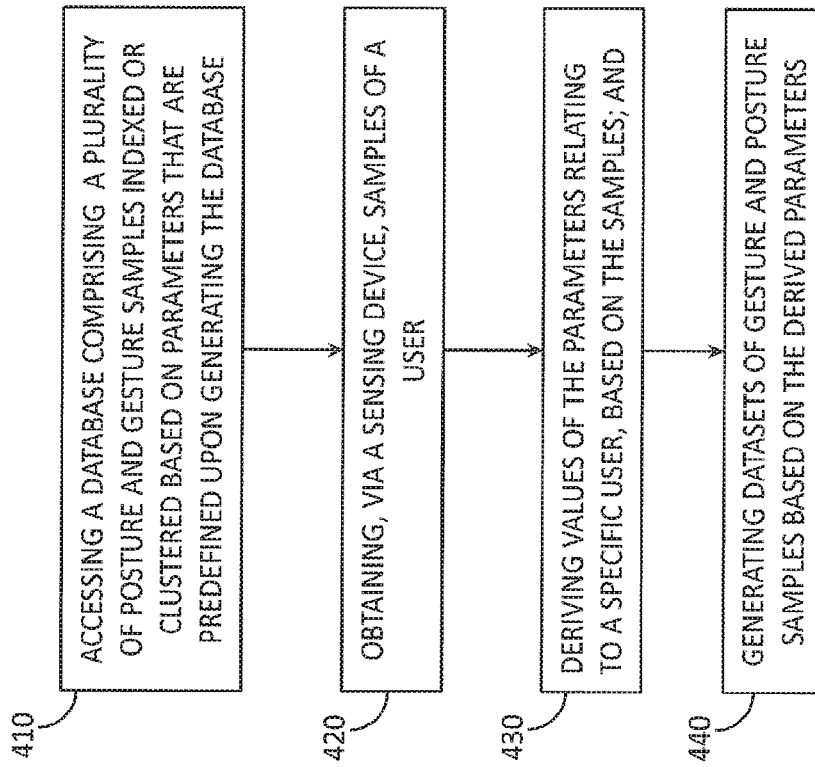 410
ACCESSING A DATABASE COMPRISING A PLURALITY
OF POSTURE AND GESTURE SAMPLES INDEXED OR
CLUSTERED BASED ON PARAMETERS THAT ARE
PREDEFINED UPON GENERATING THE DATABASE
420
OBTAINING, VIA A SENSING DEVICE, SAMPLES OF A
USER
430
DERIVING VALUES OF THE PARAMETERS RELATING
TO A SPECIFIC USER, BASED ON THE SAMPLES; AND
440
GENERATING DATASETS OF GESTURE AND POSTURE
SAMPLES BASED ON THE DERIVED PARAMETERS